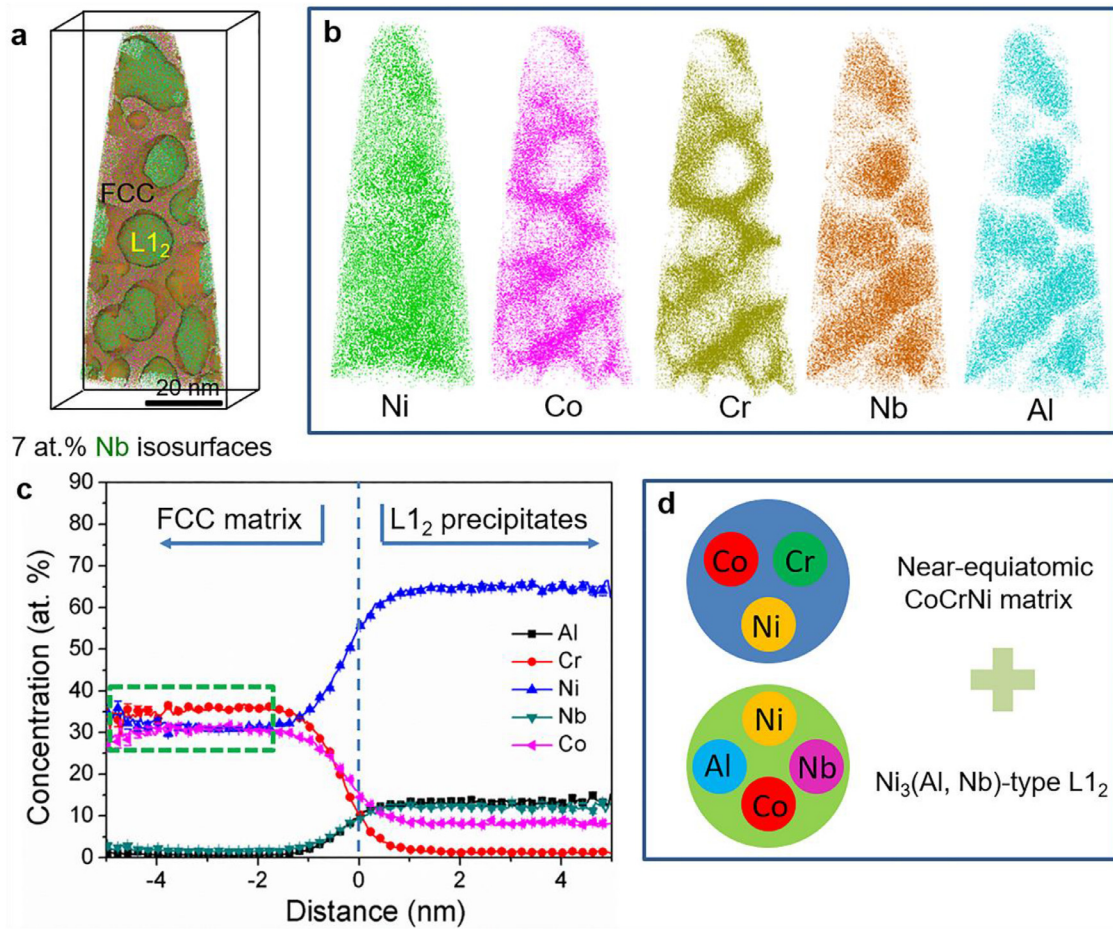 a
FCC
L1₂
20 nm
7 at.% Nb isosurfaces
b
Ni Co Cr Nb Al
c
90
80
70
60
50
40
30
20
10
0
Concentration (at. %)
FCC matrix
L1₂ precipitates
Al
Cr
Ni
Nb
Co
-4 -2 0 2 4
Distance (nm)
d
Co Cr
Ni
Near-equiatomic
CoCrNi matrix
Ni
Al Nb
Co
Ni₃(Al, Nb)-type L1₂